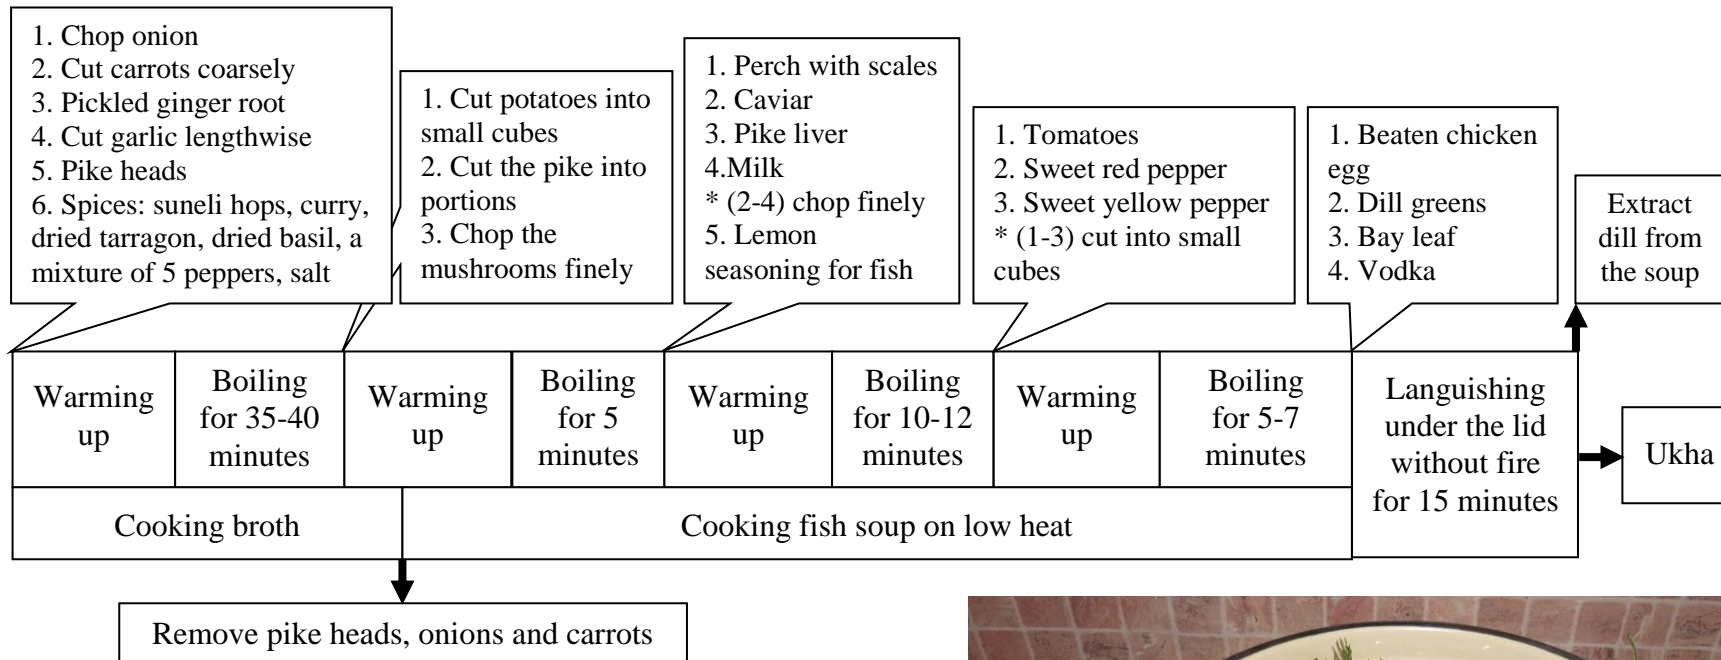 1. Chop onion
2. Cut carrots coarsely
3. Pickled ginger root
4. Cut garlic lengthwise
5. Pike heads
6. Spices: suneli hops, curry,
dried tarragon, dried basil, a
mixture of 5 peppers, salt
1. Cut potatoes into
small cubes
2. Cut the pike into
portions
3. Chop the
mushrooms finely
1. Perch with scales
2. Caviar
3. Pike liver
4.Milk
* (2-4) chop finely
5. Lemon
seasoning for fish
1. Tomatoes
2. Sweet red pepper
3. Sweet yellow pepper
* (1-3) cut into small
cubes
1. Beaten chicken
egg
2. Dill greens
3. Bay leaf
4. Vodka
Extract
dill from
the soup
Warming
up
Boiling
for 35-40
minutes
Warming
up
Boiling
for 5
minutes
Warming
up
Boiling
for 10-12
minutes
Warming
up
Boiling
for 5-7
minutes
Languishing
under the lid
without fire
for 15 minutes
Ukha
Cooking broth
Cooking fish soup on low heat
Remove pike heads, onions and carrots